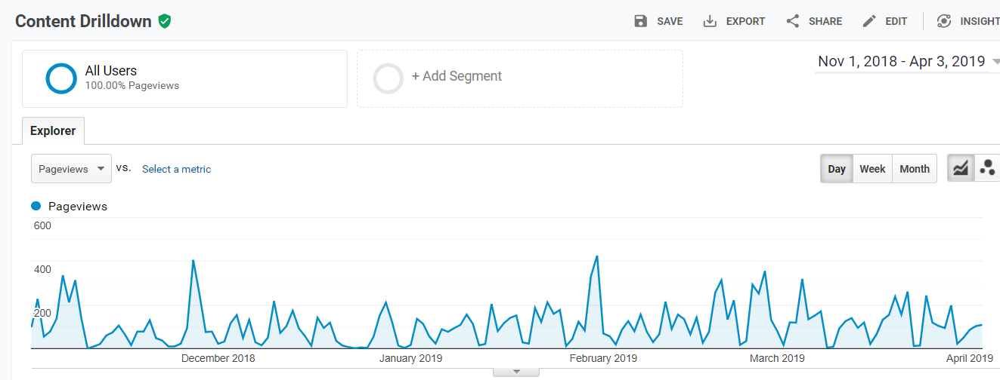 Content Drilldown
SAVE EXPORT SHARE EDIT INSIGHT
All Users
100.00% Pageviews
+ Add Segment
Nov 1, 2018 - Apr 3, 2019
Explorer
Pageviews vs. Select a metric
Day Week Month
Pageviews
600
400
200
December 2018 January 2019 February 2019 March 2019 April 2019